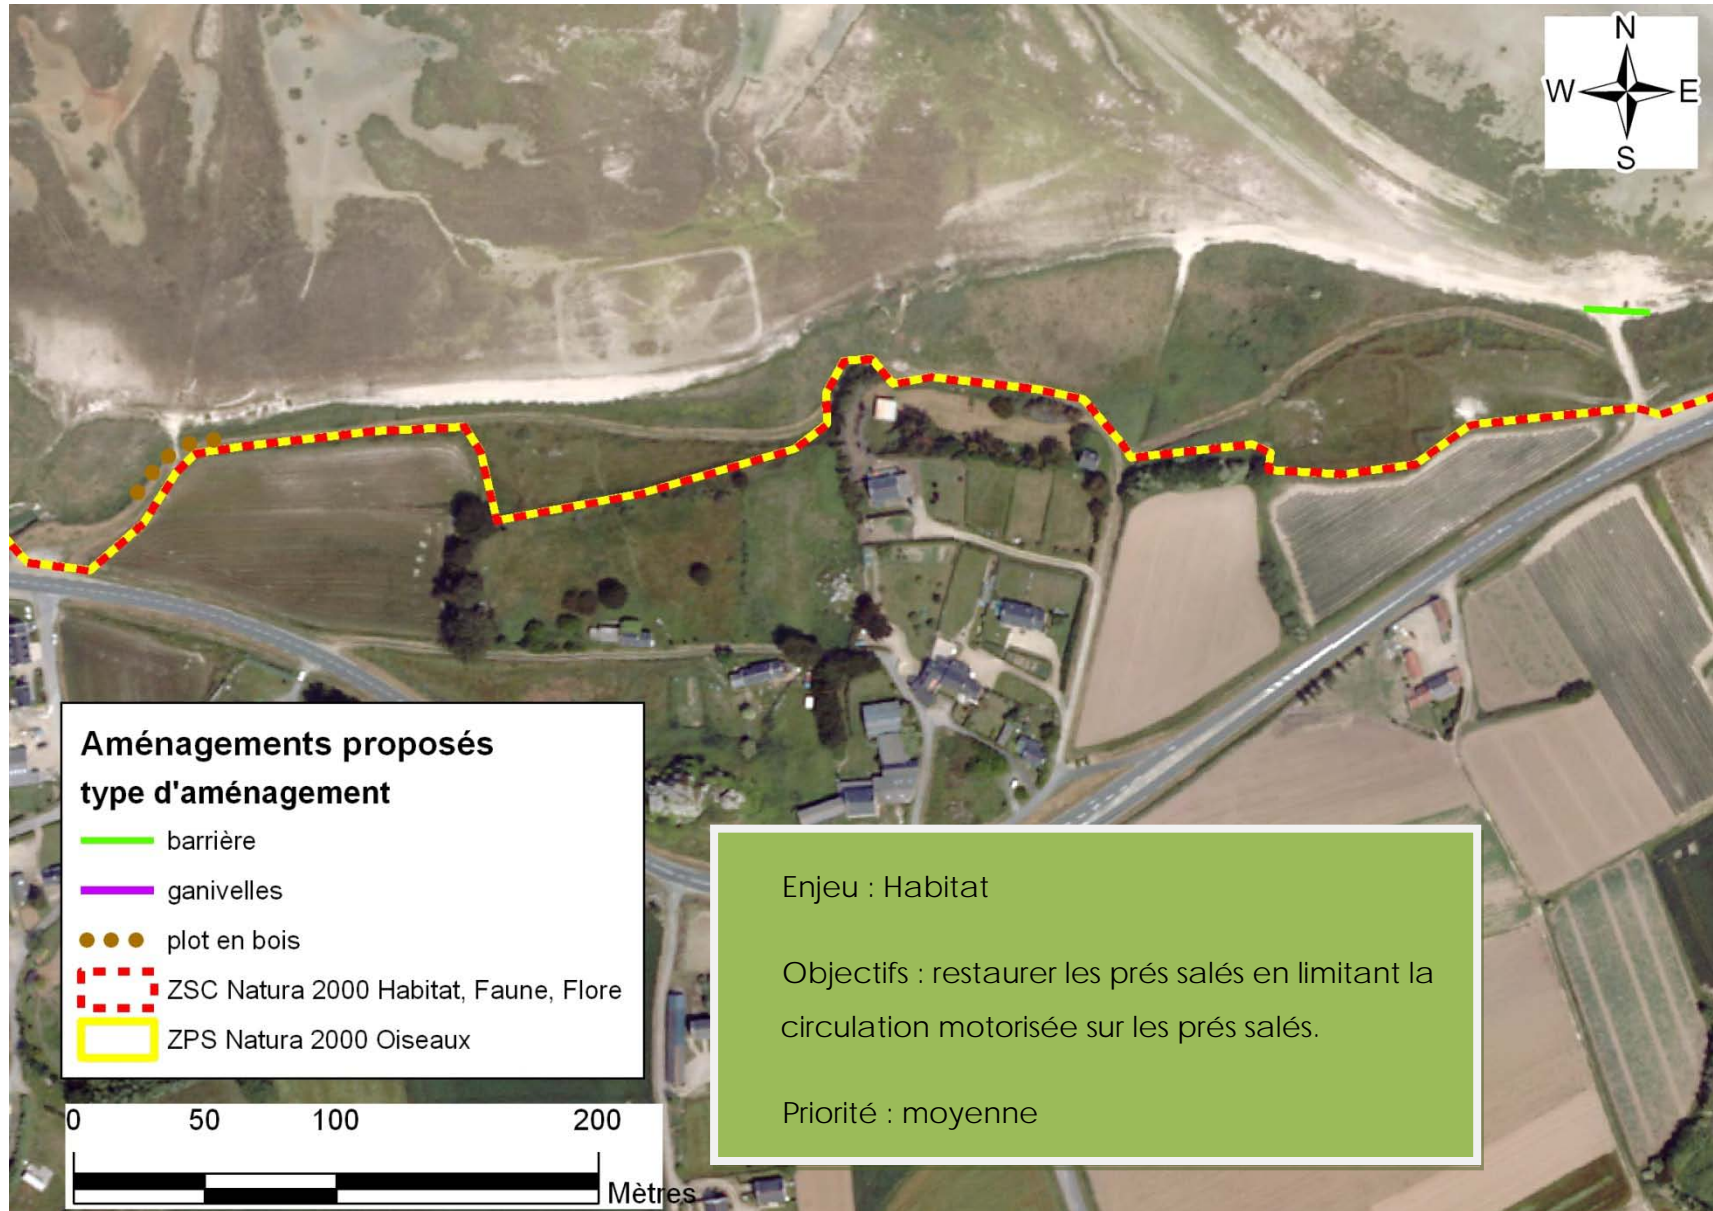 N
W E
S
Aménagements proposés
type d'aménagement
barrière
ganivelles
plot en bois
ZSC Natura 2000 Habitat, Faune, Flore
ZPS Natura 2000 Oiseaux
0 50 100 200
Mètres
Enjeu : Habitat
Objectifs : restaurer les prés salés en limitant la
circulation motorisée sur les prés salés.
Priorité : moyenne